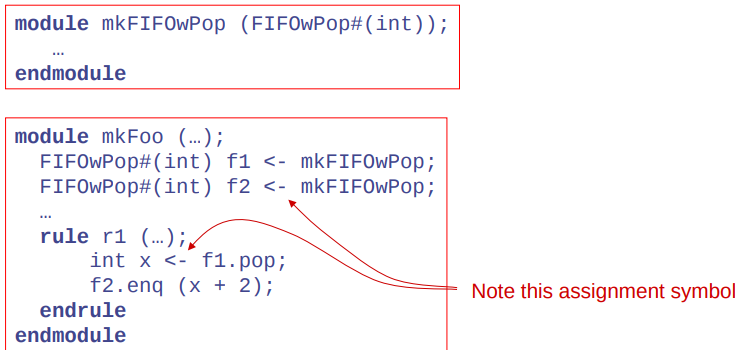 module mkFIFOwPop (FIFOwPop#(int));
…
endmodule
module mkFoo (…);
FIFOwPop#(int) f1 <- mkFIFOwPop;
FIFOwPop#(int) f2 <- mkFIFOwPop;
…
rule r1 (…);
int x <- f1.pop;
f2.enq (x + 2);
Note this assignment symbol
endrule
endmodule